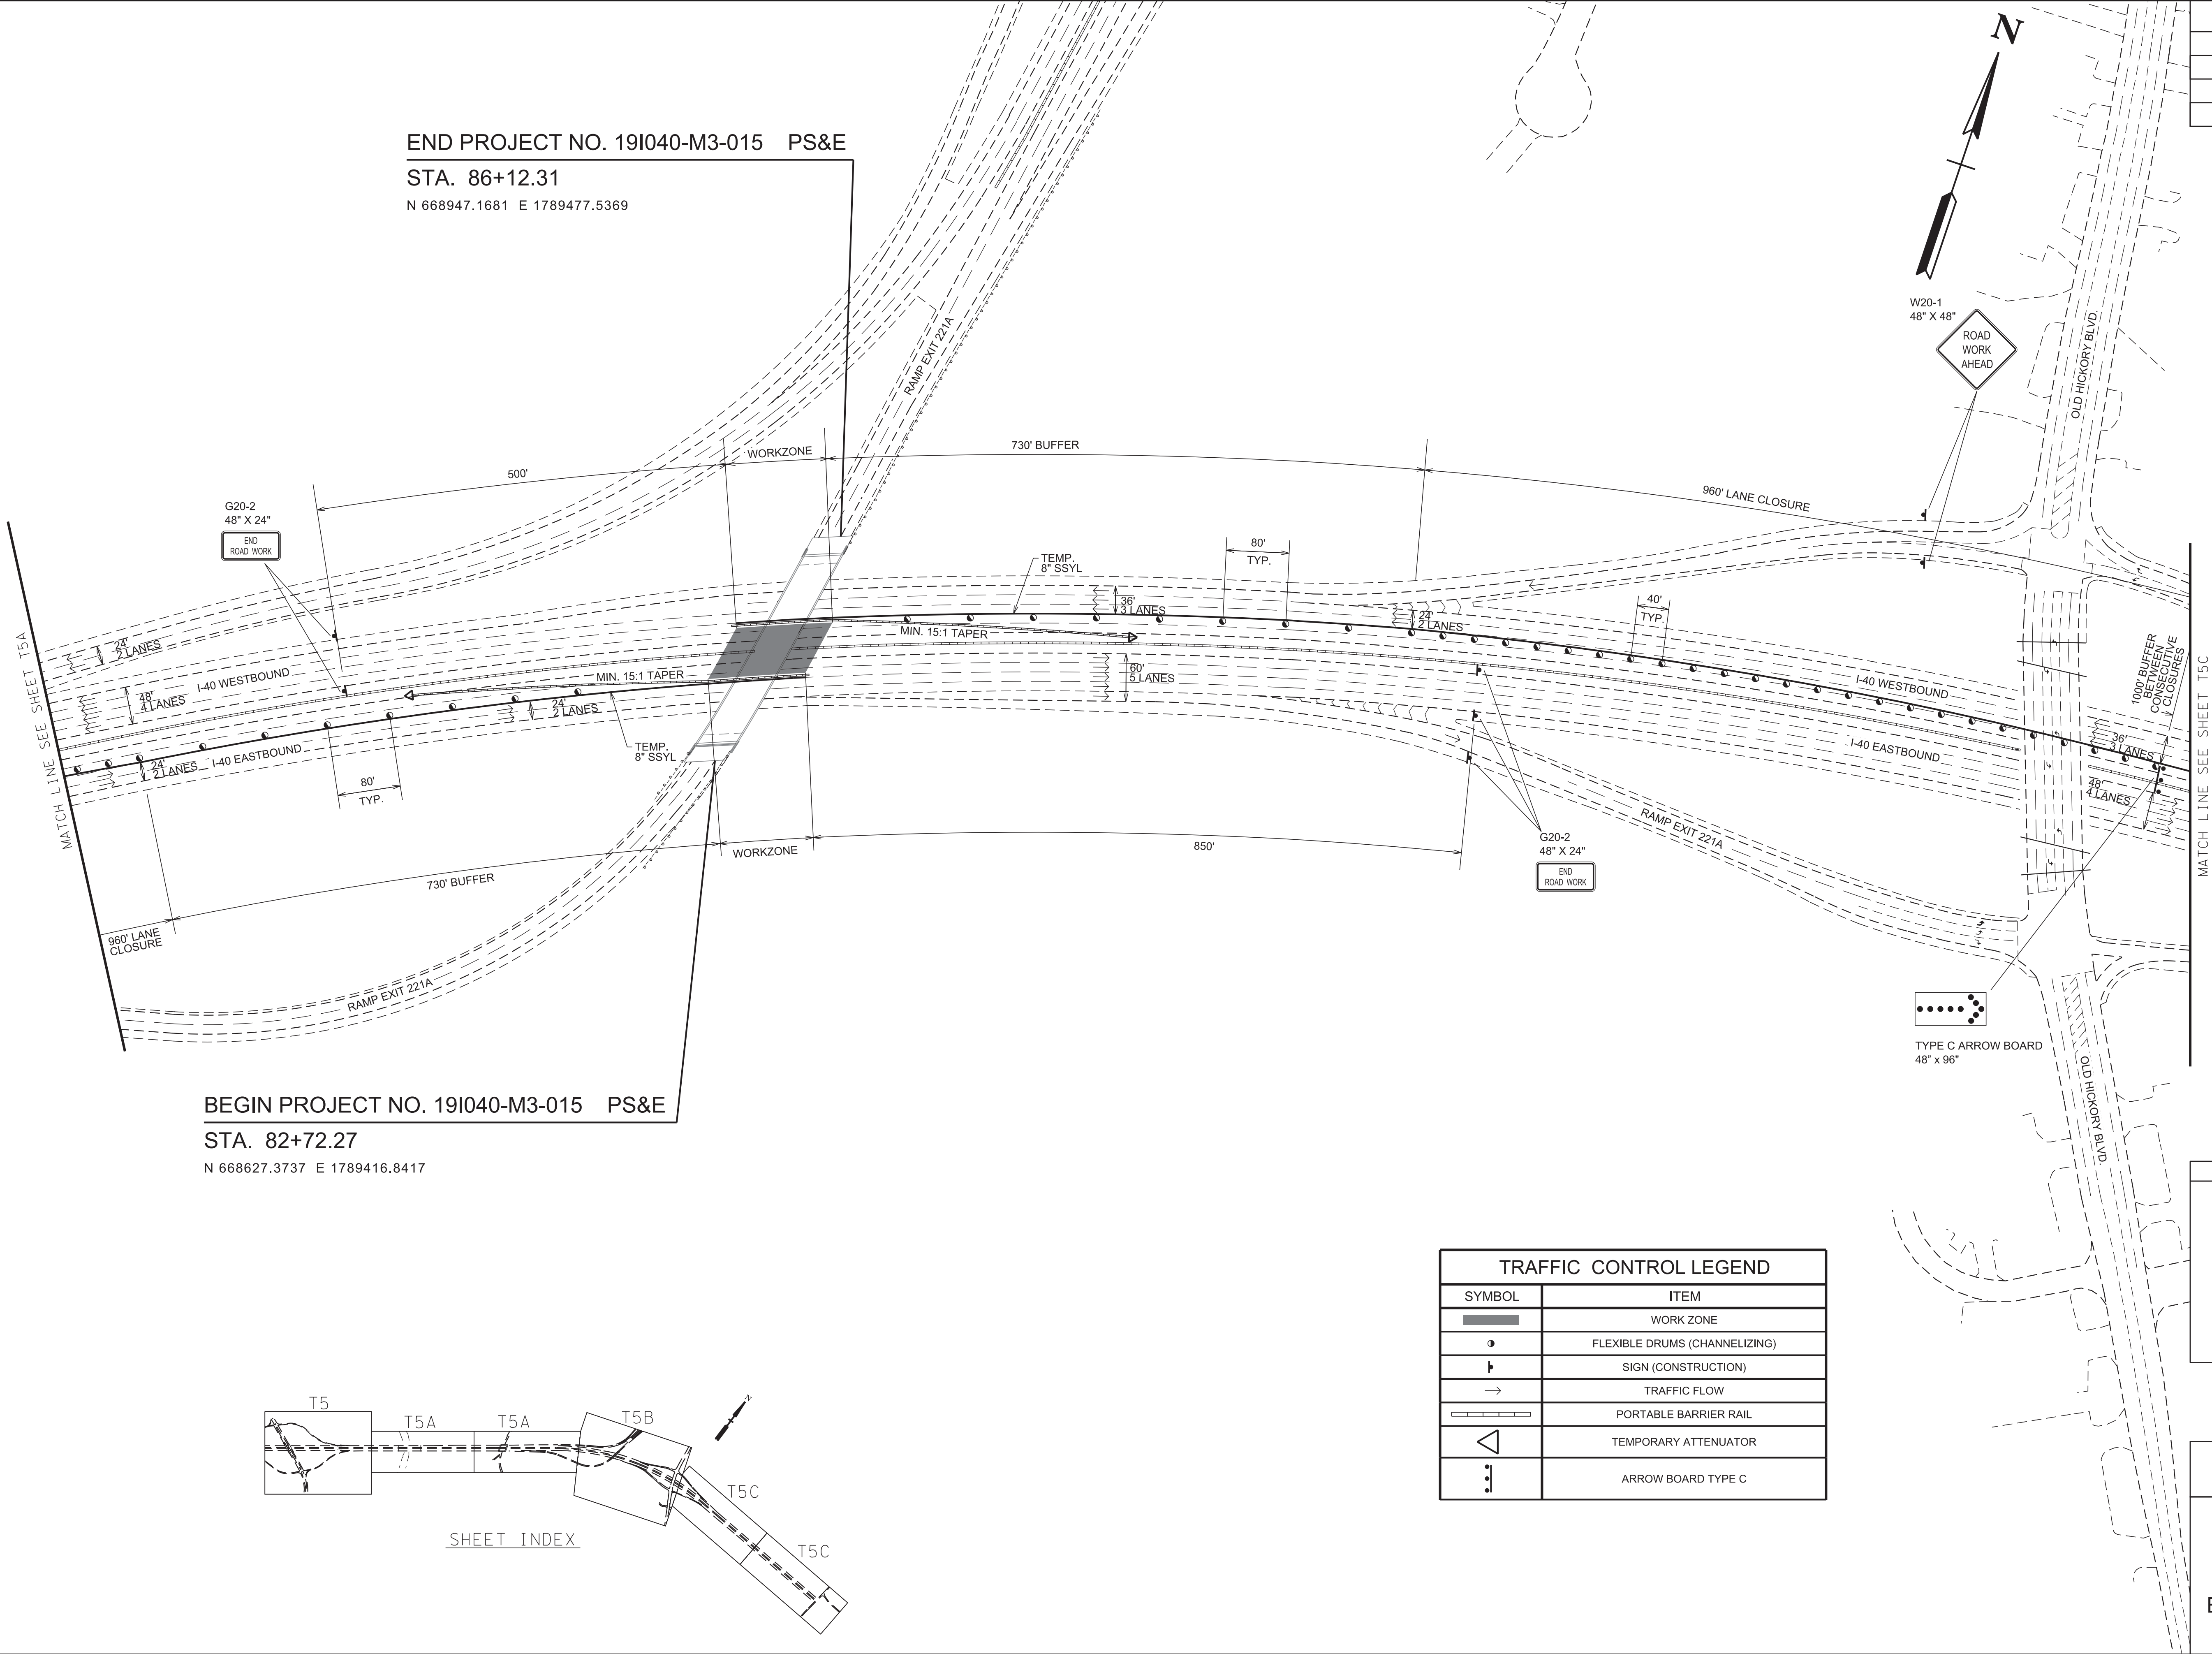 N
END PROJECT NO. 19I040-M3-015 PS&E
STA. 86+12.31
N 668947.1681 E 1789477.5369
W20-1
48" X 48"
ROAD
WORK
AHEAD
OLD HICKORY BLVD.
RAMP EXIT 221A
500'
WORKZONE
730' BUFFER
960' LANE CLOSURE
G20-2
48" X 24"
END
ROAD WORK
TEMP.
8" SSYL
80'
TYP.
36'
3 LANES
24'
2 LANES
40'
TYP.
MIN. 15:1 TAPER
MATCH LINE SEE SHEET T5A
24'
2 LANES
48'
4 LANES
I-40 WESTBOUND
MIN. 15:1 TAPER
60'
5 LANES
I-40 WESTBOUND
1000' BUFFER
BETWEEN
CONSECUTIVE
CLOSURES
MATCH LINE SEE SHEET T5C
24'
2 LANES
I-40 EASTBOUND
24'
2 LANES
TEMP.
8" SSYL
I-40 EASTBOUND
36'
3 LANES
48'
4 LANES
80'
TYP.
RAMP EXIT 221A
G20-2
48" X 24"
END
ROAD WORK
WORKZONE
850'
730' BUFFER
960' LANE
CLOSURE
RAMP EXIT 221A
TYPE C ARROW BOARD
48" x 96"
OLD HICKORY BLVD.
BEGIN PROJECT NO. 19I040-M3-015 PS&E
STA. 82+72.27
N 668627.3737 E 1789416.8417
TRAFFIC CONTROL LEGEND
SYMBOL ITEM
WORK ZONE
FLEXIBLE DRUMS (CHANNELIZING)
SIGN (CONSTRUCTION)
TRAFFIC FLOW
PORTABLE BARRIER RAIL
TEMPORARY ATTENUATOR
ARROW BOARD TYPE C
T5
T5A
T5A
T5B
N
T5C
T5C
SHEET INDEX